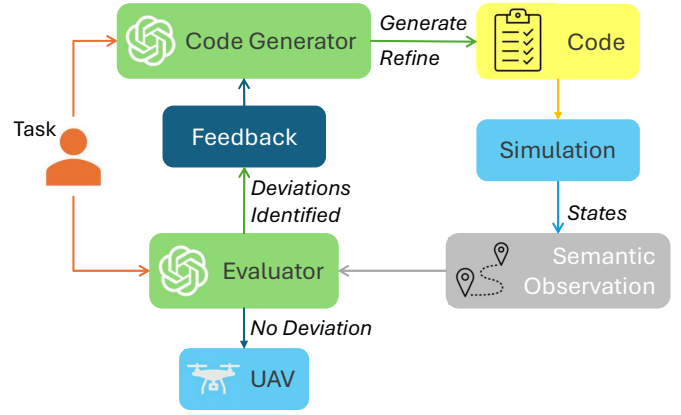 Code Generator
Generate
Refine
Code
Task
Feedback
Simulation
Deviations
Identified
States
Evaluator
Semantic
Observation
No Deviation
UAV